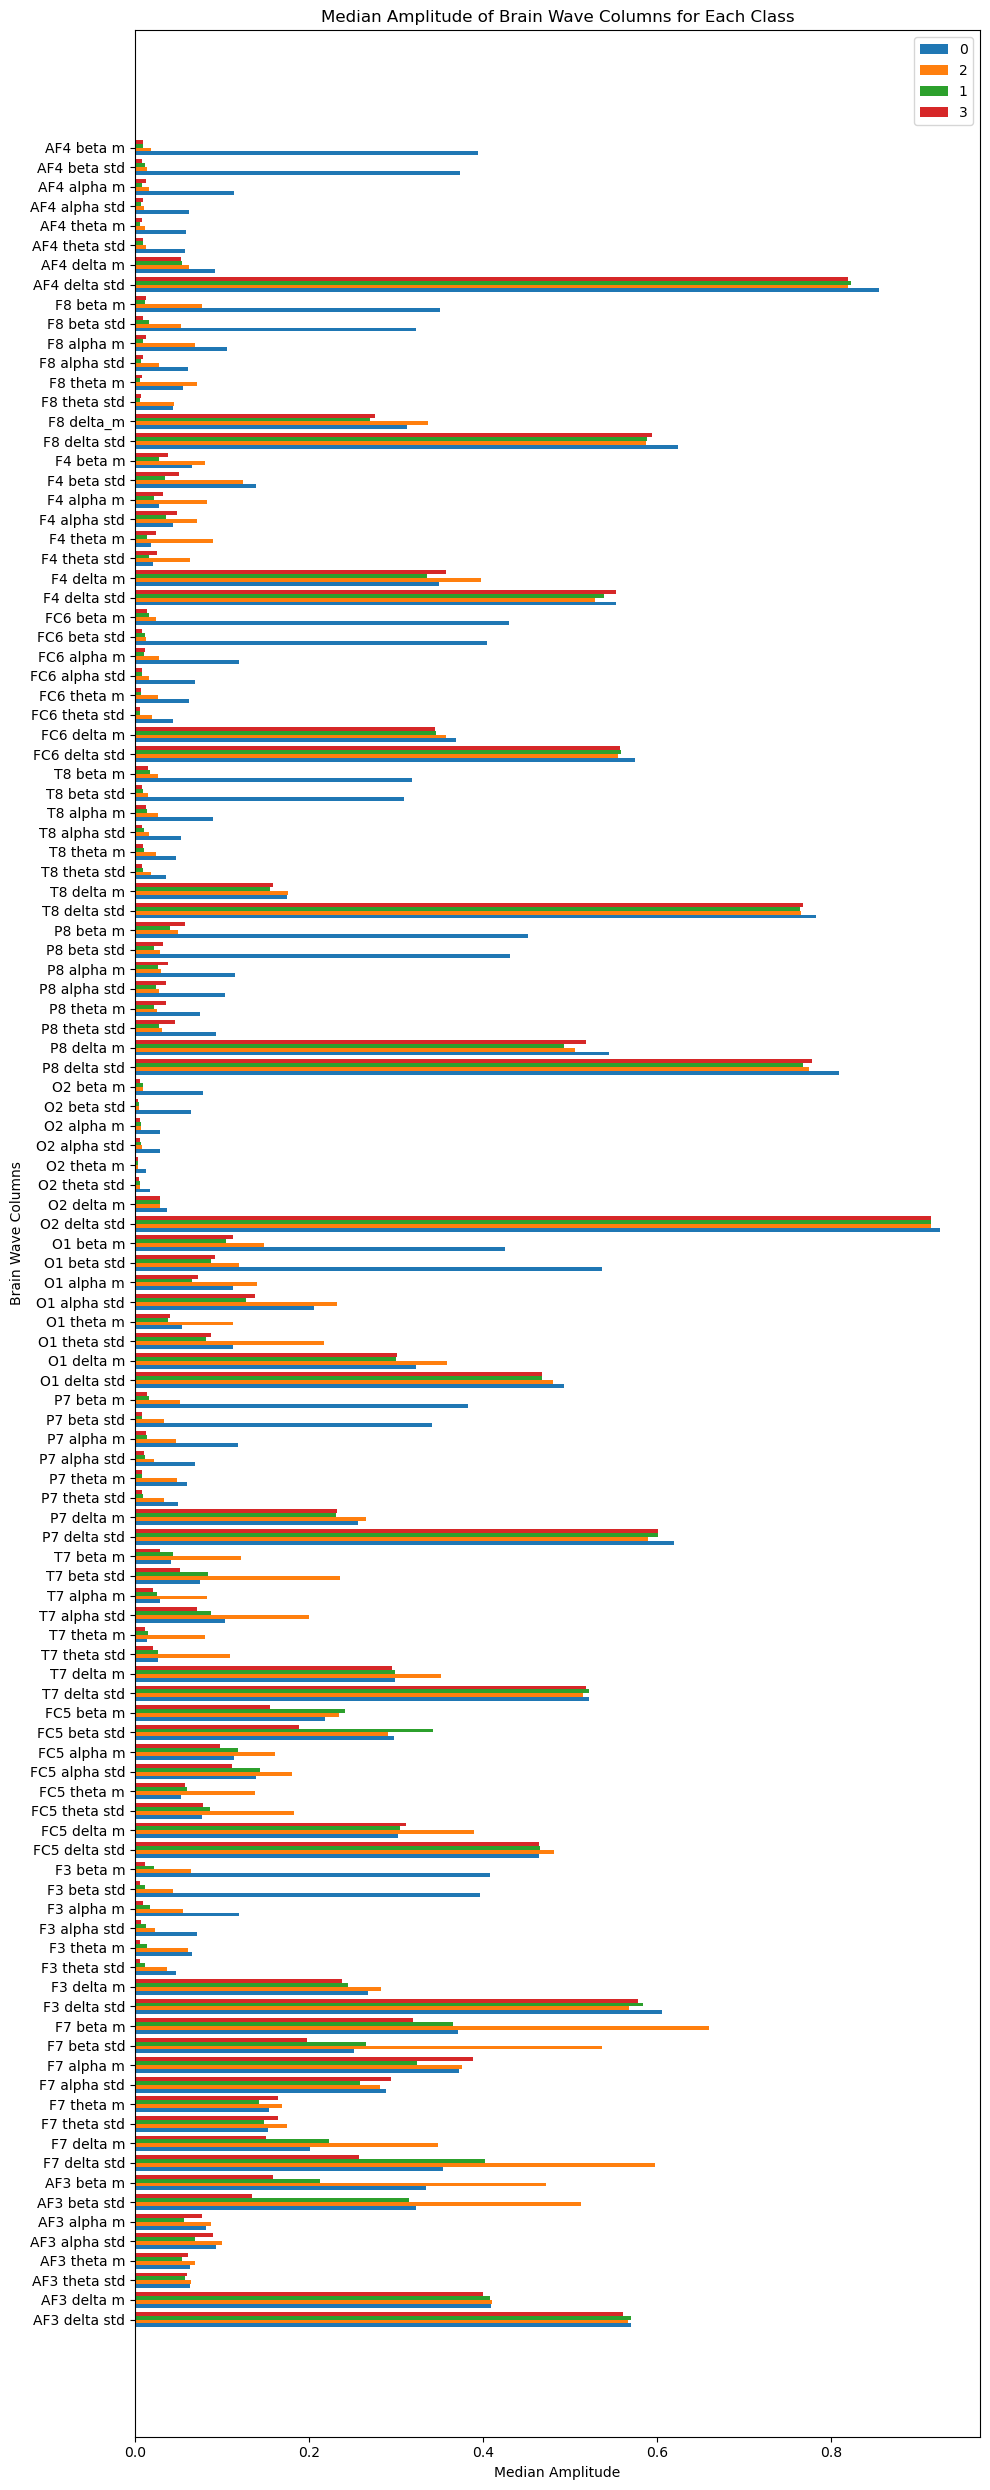 Median Amplitude of Brain Wave Columns for Each Class
0
2
1
3
AF4 beta m
AF4 beta std
AF4 alpha m
AF4 alpha std
AF4 theta m
AF4 theta std
AF4 delta m
AF4 delta std
F8 beta m
F8 beta std
F8 alpha m
F8 alpha std
F8 theta m
F8 theta std
F8 delta_m
F8 delta std
F4 beta m
F4 beta std
F4 alpha m
F4 alpha std
F4 theta m
F4 theta std
F4 delta m
F4 delta std
FC6 beta m
FC6 beta std
FC6 alpha m
FC6 alpha std
FC6 theta m
FC6 theta std
FC6 delta m
FC6 delta std
T8 beta m
T8 beta std
T8 alpha m
T8 alpha std
T8 theta m
T8 theta std
T8 delta m
T8 delta std
P8 beta m
P8 beta std
P8 alpha m
P8 alpha std
P8 theta m
P8 theta std
P8 delta m
P8 delta std
O2 beta m
O2 beta std
O2 alpha m
O2 alpha std
O2 theta m
O2 theta std
O2 delta m
O2 delta std
O1 beta m
O1 beta std
O1 alpha m
O1 alpha std
O1 theta m
O1 theta std
O1 delta m
O1 delta std
P7 beta m
P7 beta std
P7 alpha m
P7 alpha std
P7 theta m
P7 theta std
P7 delta m
P7 delta std
T7 beta m
T7 beta std
T7 alpha m
T7 alpha std
T7 theta m
T7 theta std
T7 delta m
T7 delta std
FC5 beta m
FC5 beta std
FC5 alpha m
FC5 alpha std
FC5 theta m
FC5 theta std
FC5 delta m
FC5 delta std
F3 beta m
F3 beta std
F3 alpha m
F3 alpha std
F3 theta m
F3 theta std
F3 delta m
F3 delta std
F7 beta m
F7 beta std
F7 alpha m
F7 alpha std
F7 theta m
F7 theta std
F7 delta m
F7 delta std
AF3 beta m
AF3 beta std
AF3 alpha m
AF3 alpha std
AF3 theta m
AF3 theta std
AF3 delta m
AF3 delta std
Brain Wave Columns
0.0 0.2 0.4 0.6 0.8
Median Amplitude